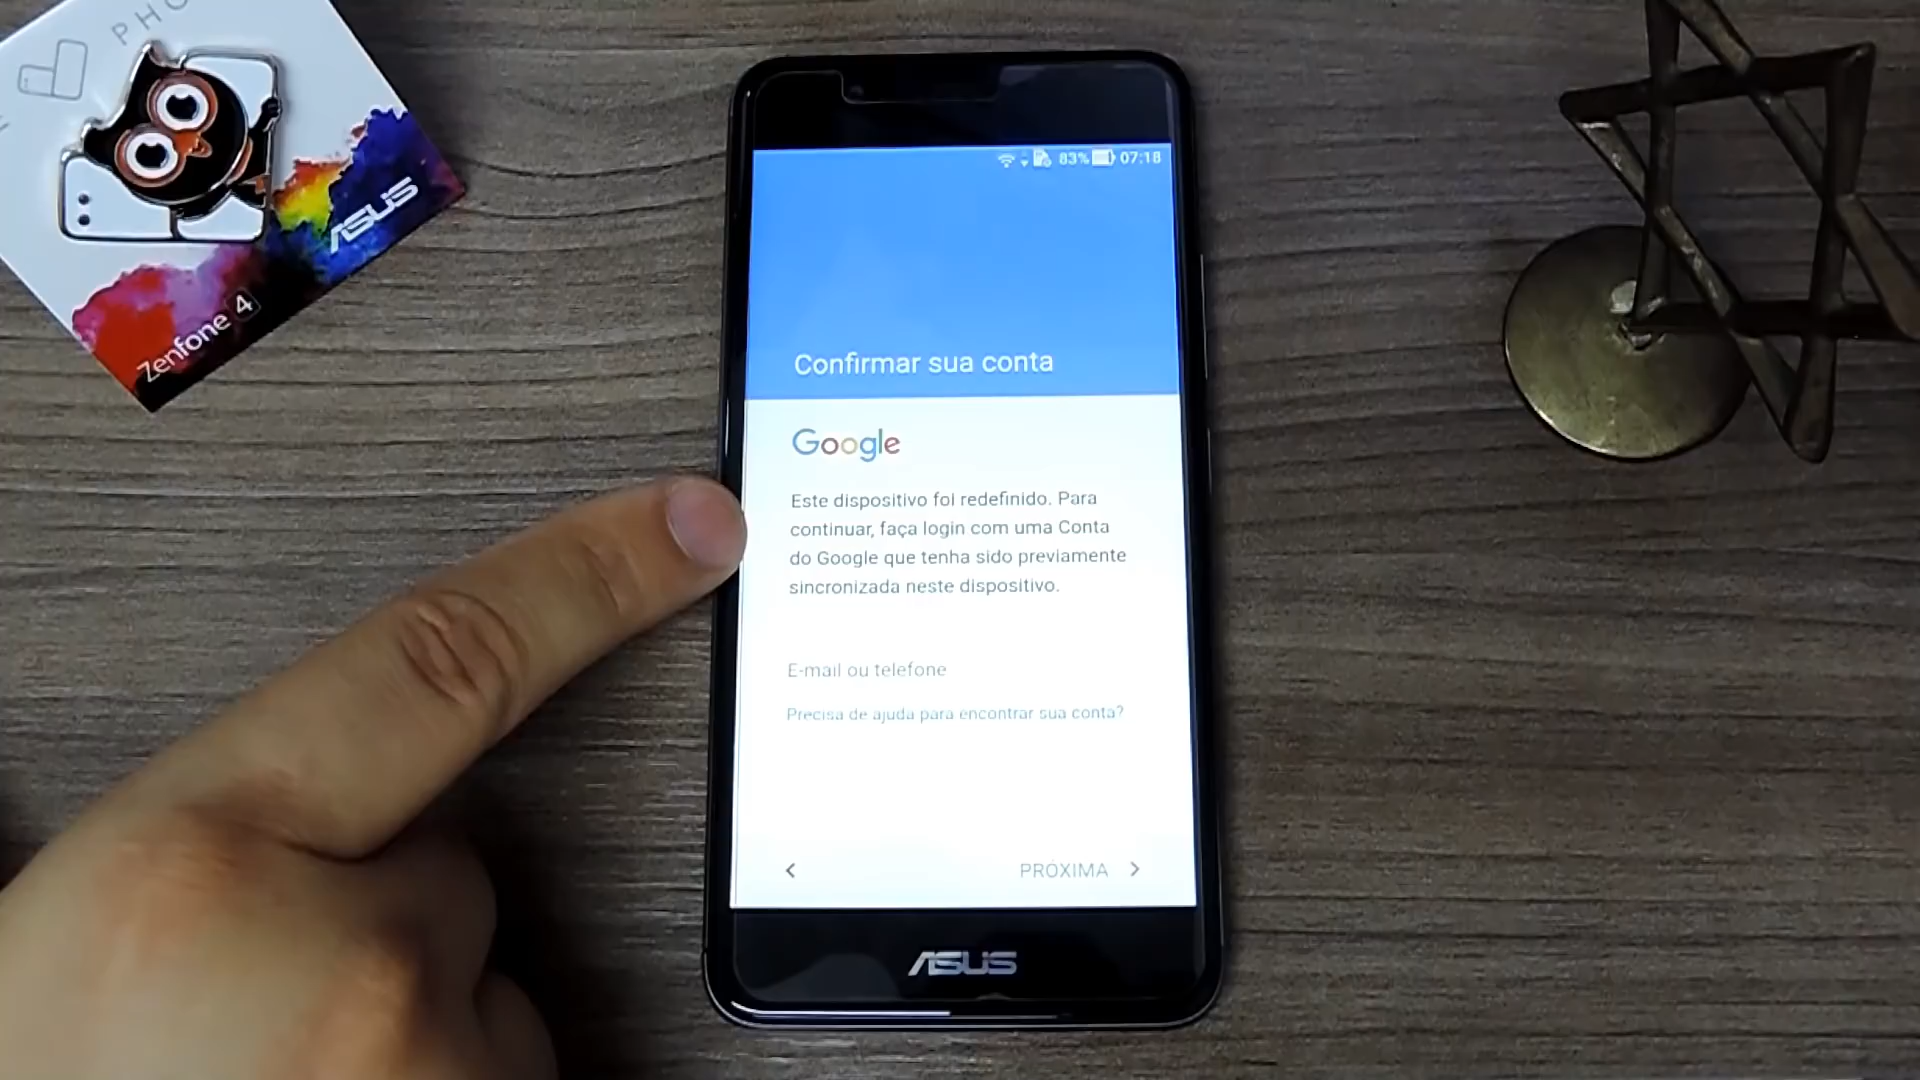 PHO
ASUS
Zenfone 4
83% 07:18
Confirmar sua conta
Google
Este dispositivo foi redefinido. Para
continuar, faça login com uma Conta
do Google que tenha sido previamente
sincronizada neste dispositivo.
E-mail ou telefone
Precisa de ajuda para encontrar sua conta?
PRÓXIMA
ASUS